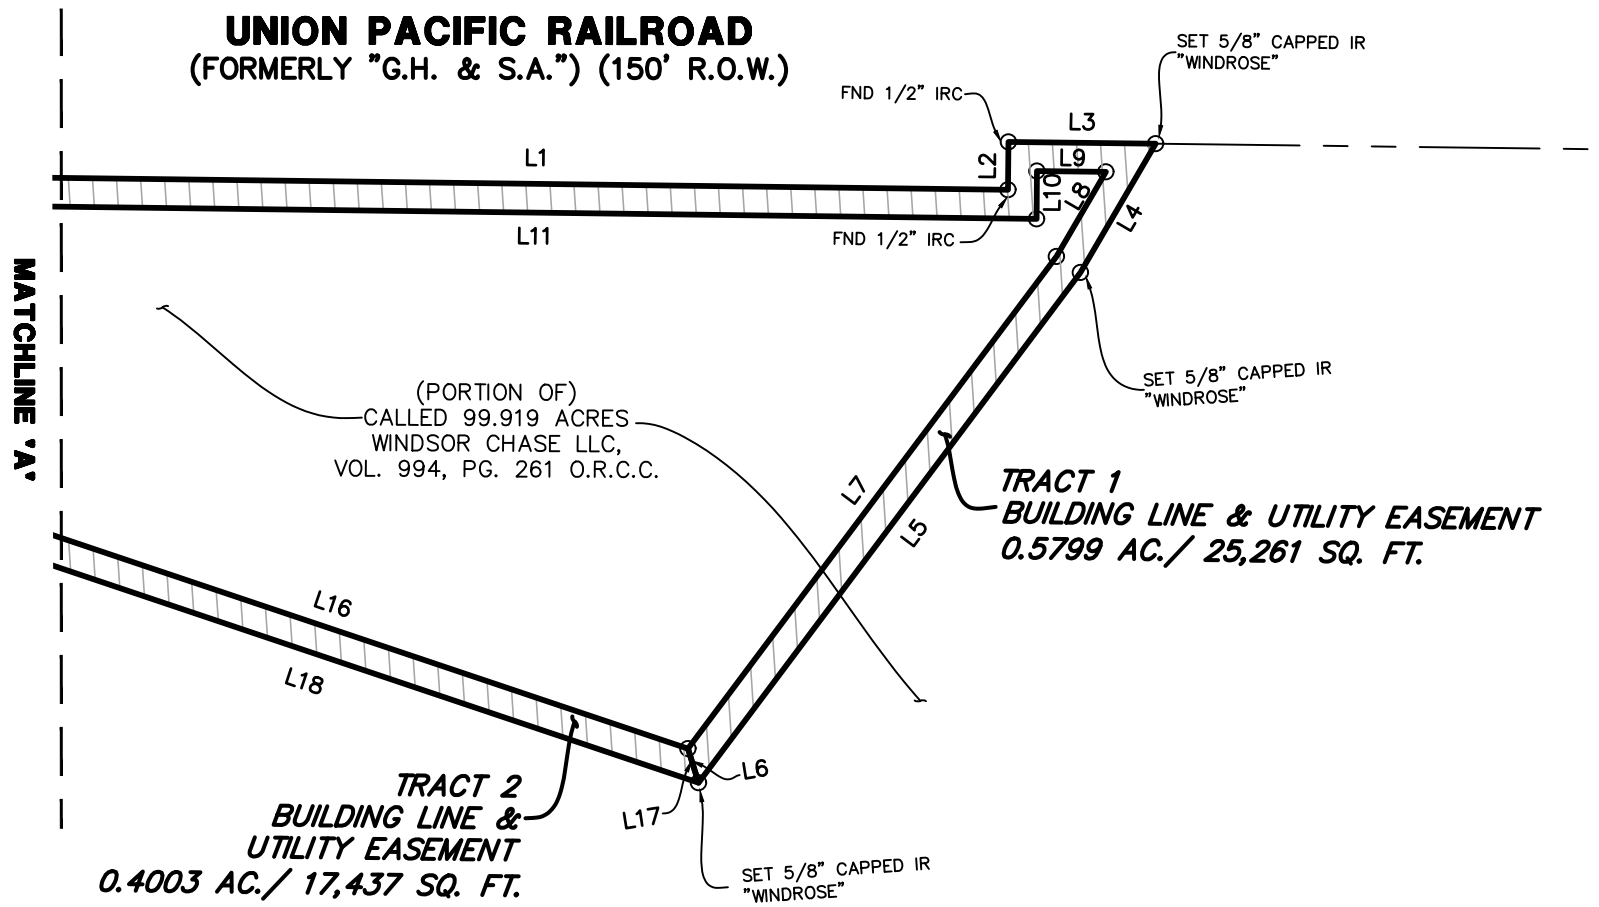 UNION PACIFIC RAILROAD
(FORMERLY "G.H. & S.A.") (150' R.O.W.)
SET 5/8" CAPPED IR
"WINDROSE"
FND 1/2" IRC
L3
L1
L2
L9
L10
L8
L4
L11
FND 1/2" IRC
MATCHLINE 'A'
SET 5/8" CAPPED IR
"WINDROSE"
(PORTION OF)
CALLED 99.919 ACRES
WINDSOR CHASE LLC,
VOL. 994, PG. 261 O.R.C.C.
L7
L5
TRACT 1
BUILDING LINE & UTILITY EASEMENT
0.5799 AC./ 25,261 SQ. FT.
L16
L18
L6
L17
TRACT 2
BUILDING LINE &
UTILITY EASEMENT
0.4003 AC./ 17,437 SQ. FT.
SET 5/8" CAPPED IR
"WINDROSE"